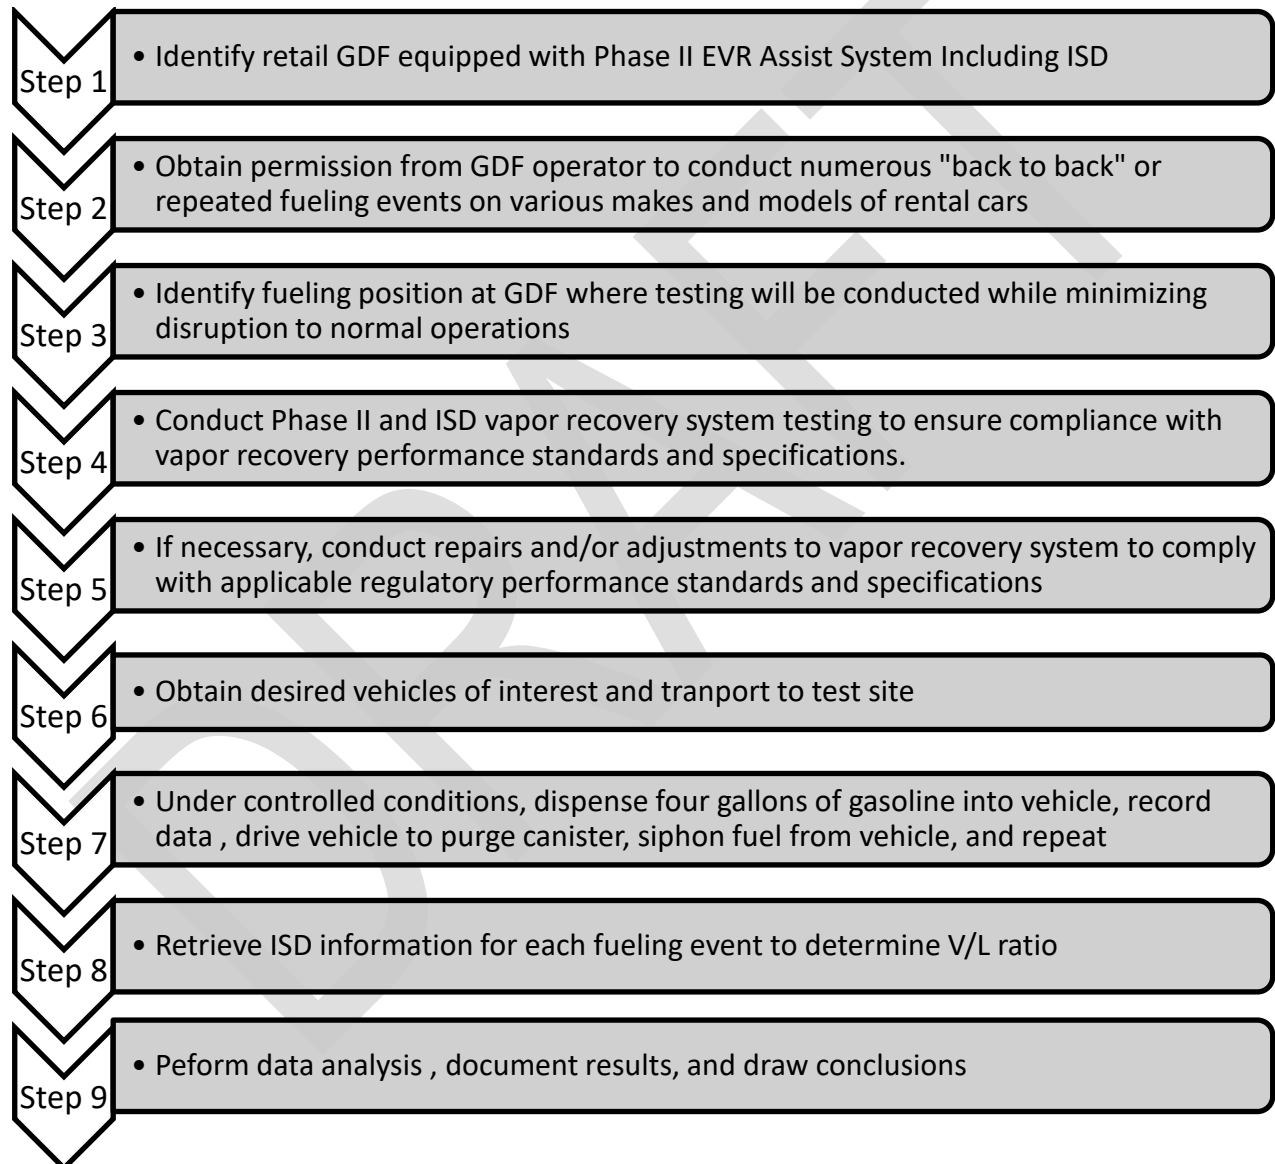 Step 1
• Identify retail GDF equipped with Phase II EVR Assist System Including ISD
Step 2
• Obtain permission from GDF operator to conduct numerous "back to back" or
repeated fueling events on various makes and models of rental cars
Step 3
• Identify fueling position at GDF where testing will be conducted while minimizing
disruption to normal operations
Step 4
• Conduct Phase II and ISD vapor recovery system testing to ensure compliance with
vapor recovery performance standards and specifications.
Step 5
• If necessary, conduct repairs and/or adjustments to vapor recovery system to comply
with applicable regulatory performance standards and specifications
Step 6
• Obtain desired vehicles of interest and tranport to test site
Step 7
• Under controlled conditions, dispense four gallons of gasoline into vehicle, record
data , drive vehicle to purge canister, siphon fuel from vehicle, and repeat
Step 8
• Retrieve ISD information for each fueling event to determine V/L ratio
Step 9
• Peform data analysis , document results, and draw conclusions
DRAFT